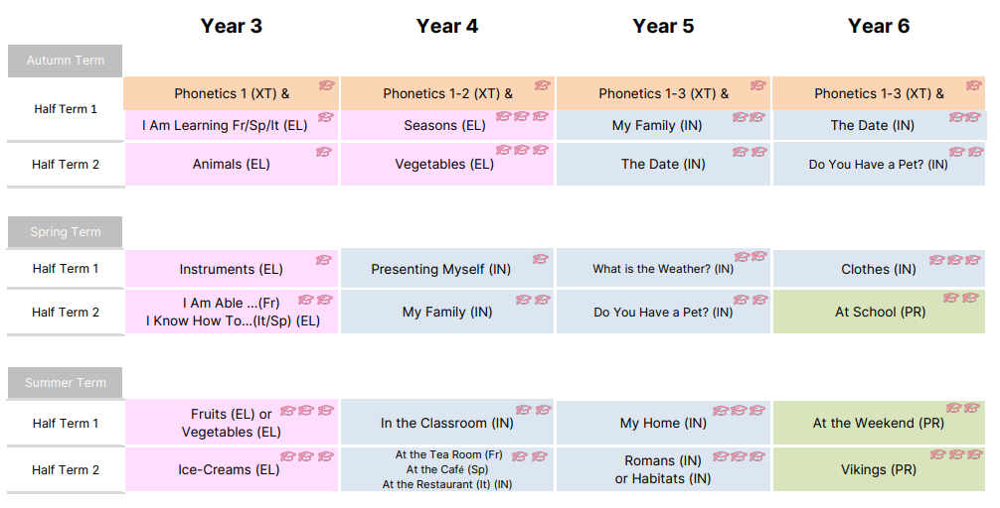 Year 3 Year 4 Year 5 Year 6
Autumn Term
Half Term 1
Phonetics 1 (XT) & Phonetics 1-2 (XT) & Phonetics 1-3 (XT) & Phonetics 1-3 (XT) &
I Am Learning Fr/Sp/It (EL) Seasons (EL) My Family (IN) The Date (IN)
Half Term 2 Animals (EL) Vegetables (EL) The Date (IN) Do You Have a Pet? (IN)
Spring Term
Half Term 1 Instruments (EL) Presenting Myself (IN) What is the Weather? (IN) Clothes (IN)
Half Term 2
I Am Able ...(Fr)
I Know How To...(It/Sp) (EL)
My Family (IN) Do You Have a Pet? (IN) At School (PR)
Summer Term
Half Term 1
Fruits (EL) or
Vegetables (EL)
In the Classroom (IN) My Home (IN) At the Weekend (PR)
Half Term 2 Ice-Creams (EL)
At the Tea Room (Fr)
At the Café (Sp)
At the Restaurant (It) (IN)
Romans (IN)
or Habitats (IN)
Vikings (PR)